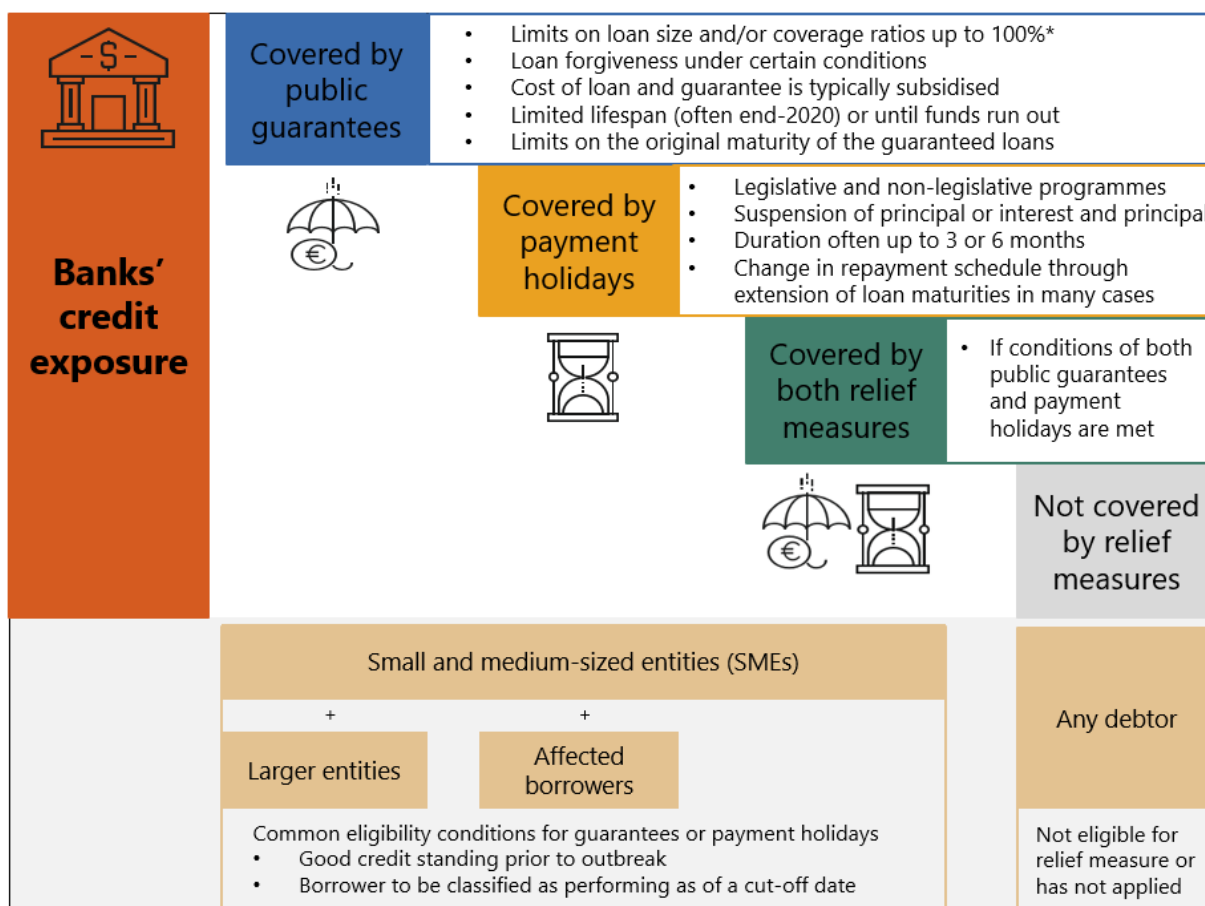 $
Banks'
credit
exposure
Covered by
public
guarantees
• Limits on loan size and/or coverage ratios up to 100%*
• Loan forgiveness under certain conditions
• Cost of loan and guarantee is typically subsidised
• Limited lifespan (often end-2020) or until funds run out
• Limits on the original maturity of the guaranteed loans
€
Covered by
payment
holidays
• Legislative and non-legislative programmes
• Suspension of principal or interest and principal
• Duration often up to 3 or 6 months
• Change in repayment schedule through
extension of loan maturities in many cases
Covered by
both relief
measures
• If conditions of both
public guarantees
and payment
holidays are met
€
Not covered
by relief
measures
Small and medium-sized entities (SMEs)
+
+
Larger entities
Affected
borrowers
Common eligibility conditions for guarantees or payment holidays
• Good credit standing prior to outbreak
• Borrower to be classified as performing as of a cut-off date
Any debtor
Not eligible for
relief measure or
has not applied